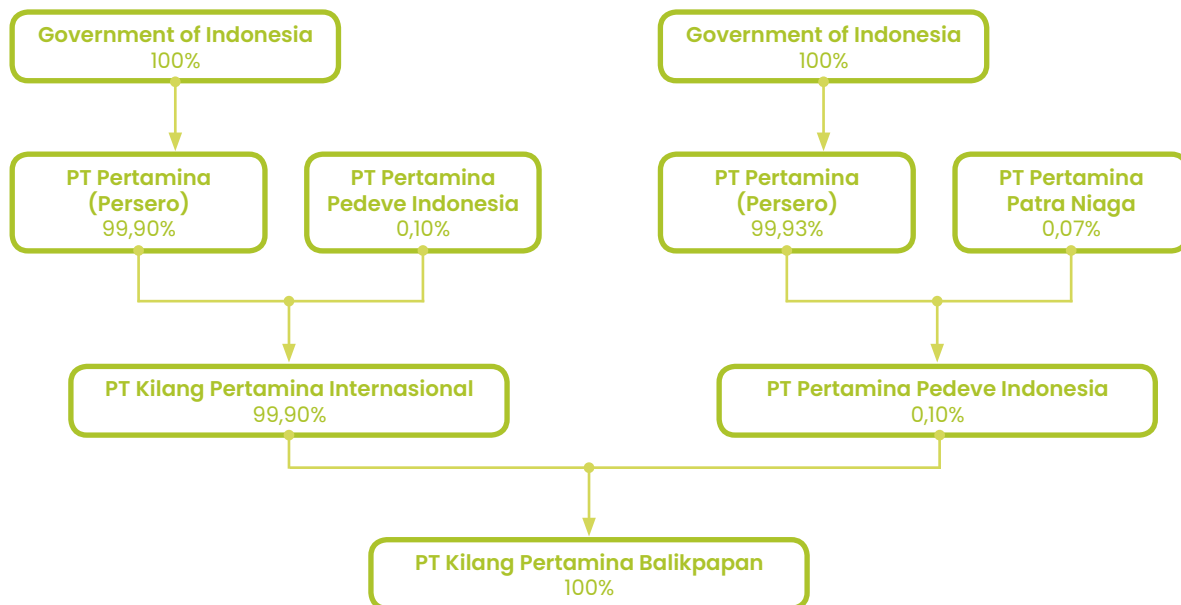 Government of Indonesia
100%
Government of Indonesia
100%
PT Pertamina
(Persero)
99,90%
PT Pertamina
Pedeve Indonesia
0,10%
PT Pertamina
(Persero)
99,93%
PT Pertamina
Patra Niaga
0,07%
PT Kilang Pertamina Internasional
99,90%
PT Pertamina Pedeve Indonesia
0,10%
PT Kilang Pertamina Balikpapan
100%